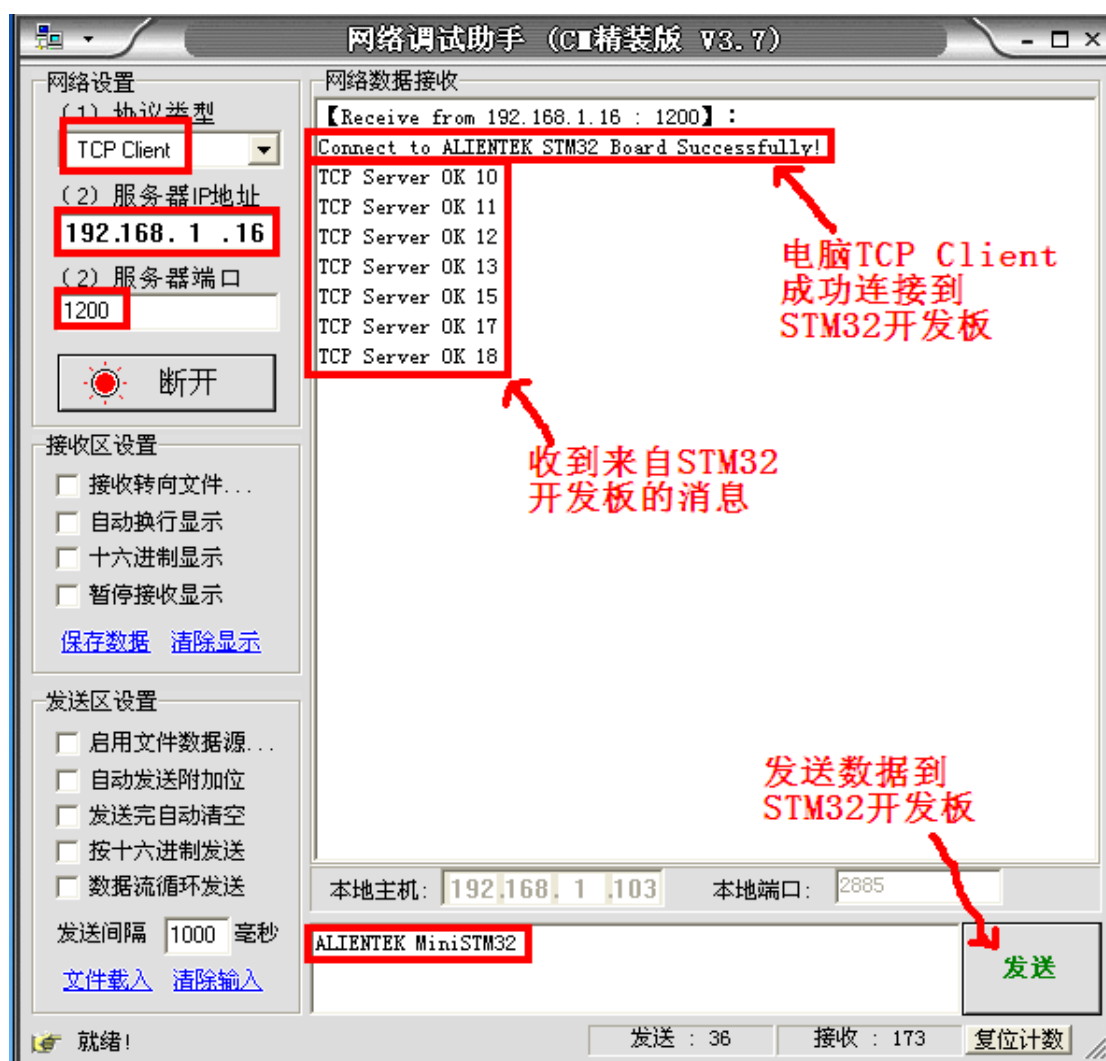 网络调试助手 (CⅢ精装版 V3.7)
网络设置
(1) 协议类型
TCP Client
(2) 服务器IP地址
192.168. 1 .16
(2) 服务器端口
1200
断开
接收区设置
接收转向文件...
自动换行显示
十六进制显示
暂停接收显示
保存数据 清除显示
发送区设置
启用文件数据源...
自动发送附加位
发送完自动清空
按十六进制发送
数据流循环发送
发送间隔 1000 毫秒
文件载入 清除输入
网络数据接收
【Receive from 192.168.1.16 : 1200】:
Connect to ALIENTEK STM32 Board Successfully!
TCP Server OK 10
TCP Server OK 11
TCP Server OK 12
TCP Server OK 13
TCP Server OK 15
TCP Server OK 17
TCP Server OK 18
电脑TCP Client
成功连接到
STM32开发板
收到来自STM32
开发板的消息
发送数据到
STM32开发板
本地主机: 192.168. 1 .103 本地端口: 2885
ALIENTEK MiniSTM32
发送
就绪! 发送 : 36 接收 : 173 复位计数